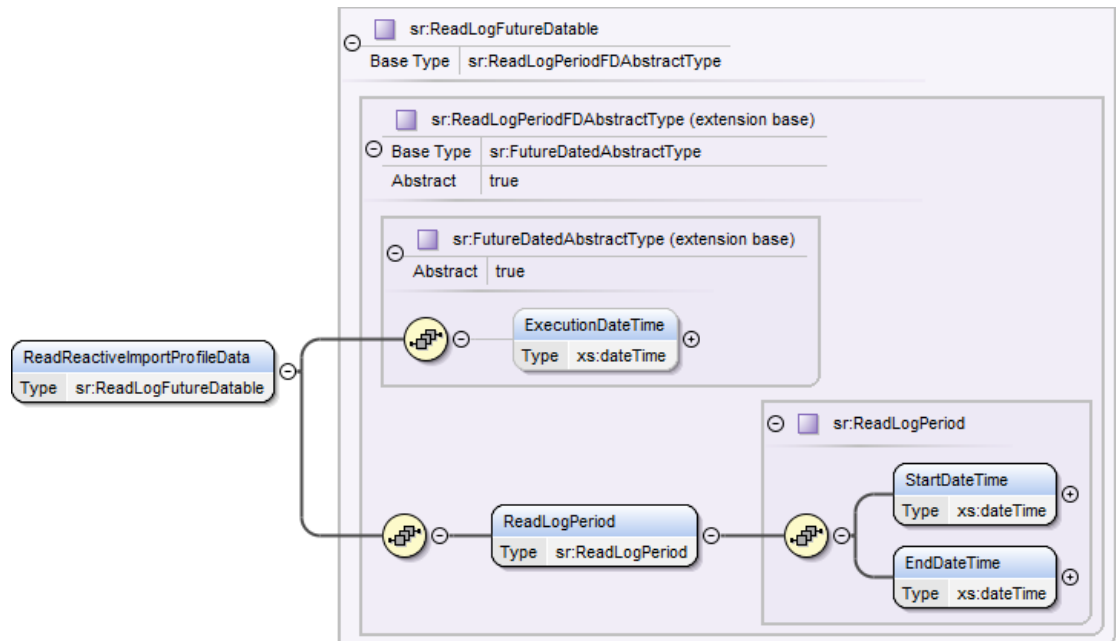 sr:ReadLogFutureDatable
Base Type sr:ReadLogPeriodFDAbstractType
sr:ReadLogPeriodFDAbstractType (extension base)
Base Type sr:FutureDatedAbstractType
Abstract true
sr:FutureDatedAbstractType (extension base)
Abstract true
ExecutionDateTime
Type xs:dateTime
ReadReactiveImportProfileData
Type sr:ReadLogFutureDatable
sr:ReadLogPeriod
StartDateTime
Type xs:dateTime
ReadLogPeriod
Type sr:ReadLogPeriod
EndDateTime
Type xs:dateTime